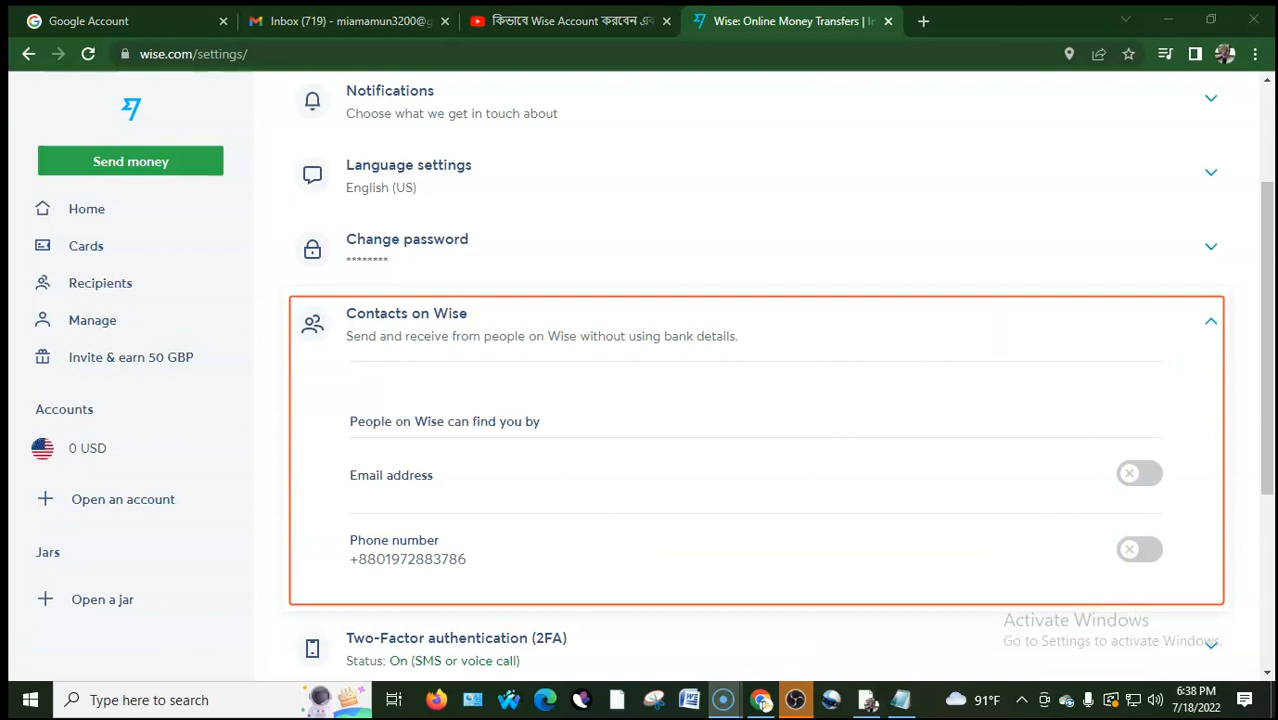 Google Account
Inbox (719) - miamamun3200@g
কিভাবে Wise Account করবেন এব
Wise: Online Money Transfers | In
wise.com/settings/
Notifications
Choose what we get in touch about
Send money
Language settings
English (US)
Home
Cards
Change password
********
Recipients
Manage
Contacts on Wise
Send and receive from people on Wise without using bank details.
Invite & earn 50 GBP
Accounts
People on Wise can find you by
0 USD
Email address
Open an account
Phone number
+8801972883786
Jars
Open a jar
Activate Windows
Go to Settings to activate Windows.
Two-Factor authentication (2FA)
Status: On (SMS or voice call)
Type here to search
91°F
6:38 PM
7/18/2022